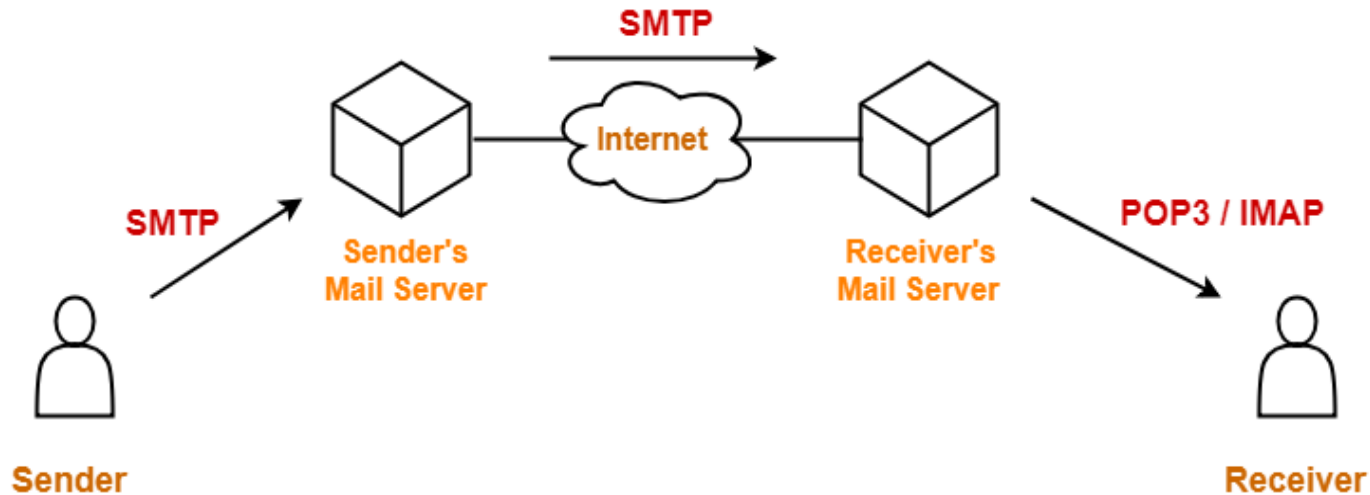 SMTP
Internet
SMTP
POP3 / IMAP
Sender's
Mail Server
Receiver's
Mail Server
Sender
Receiver